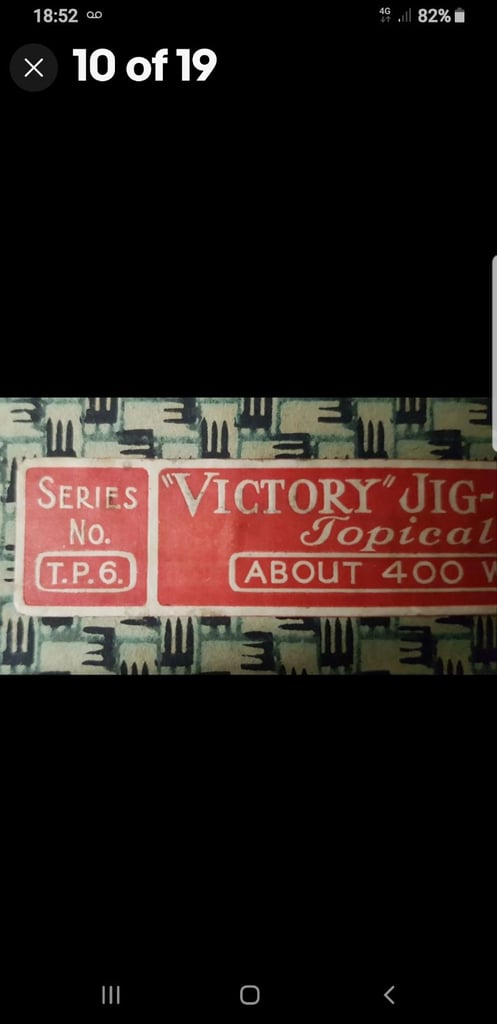 18:52
4G
82%
10 of 19
SERIES
No.
T.P.6.
"VICTORY" JIG-
Topical
ABOUT 400 W